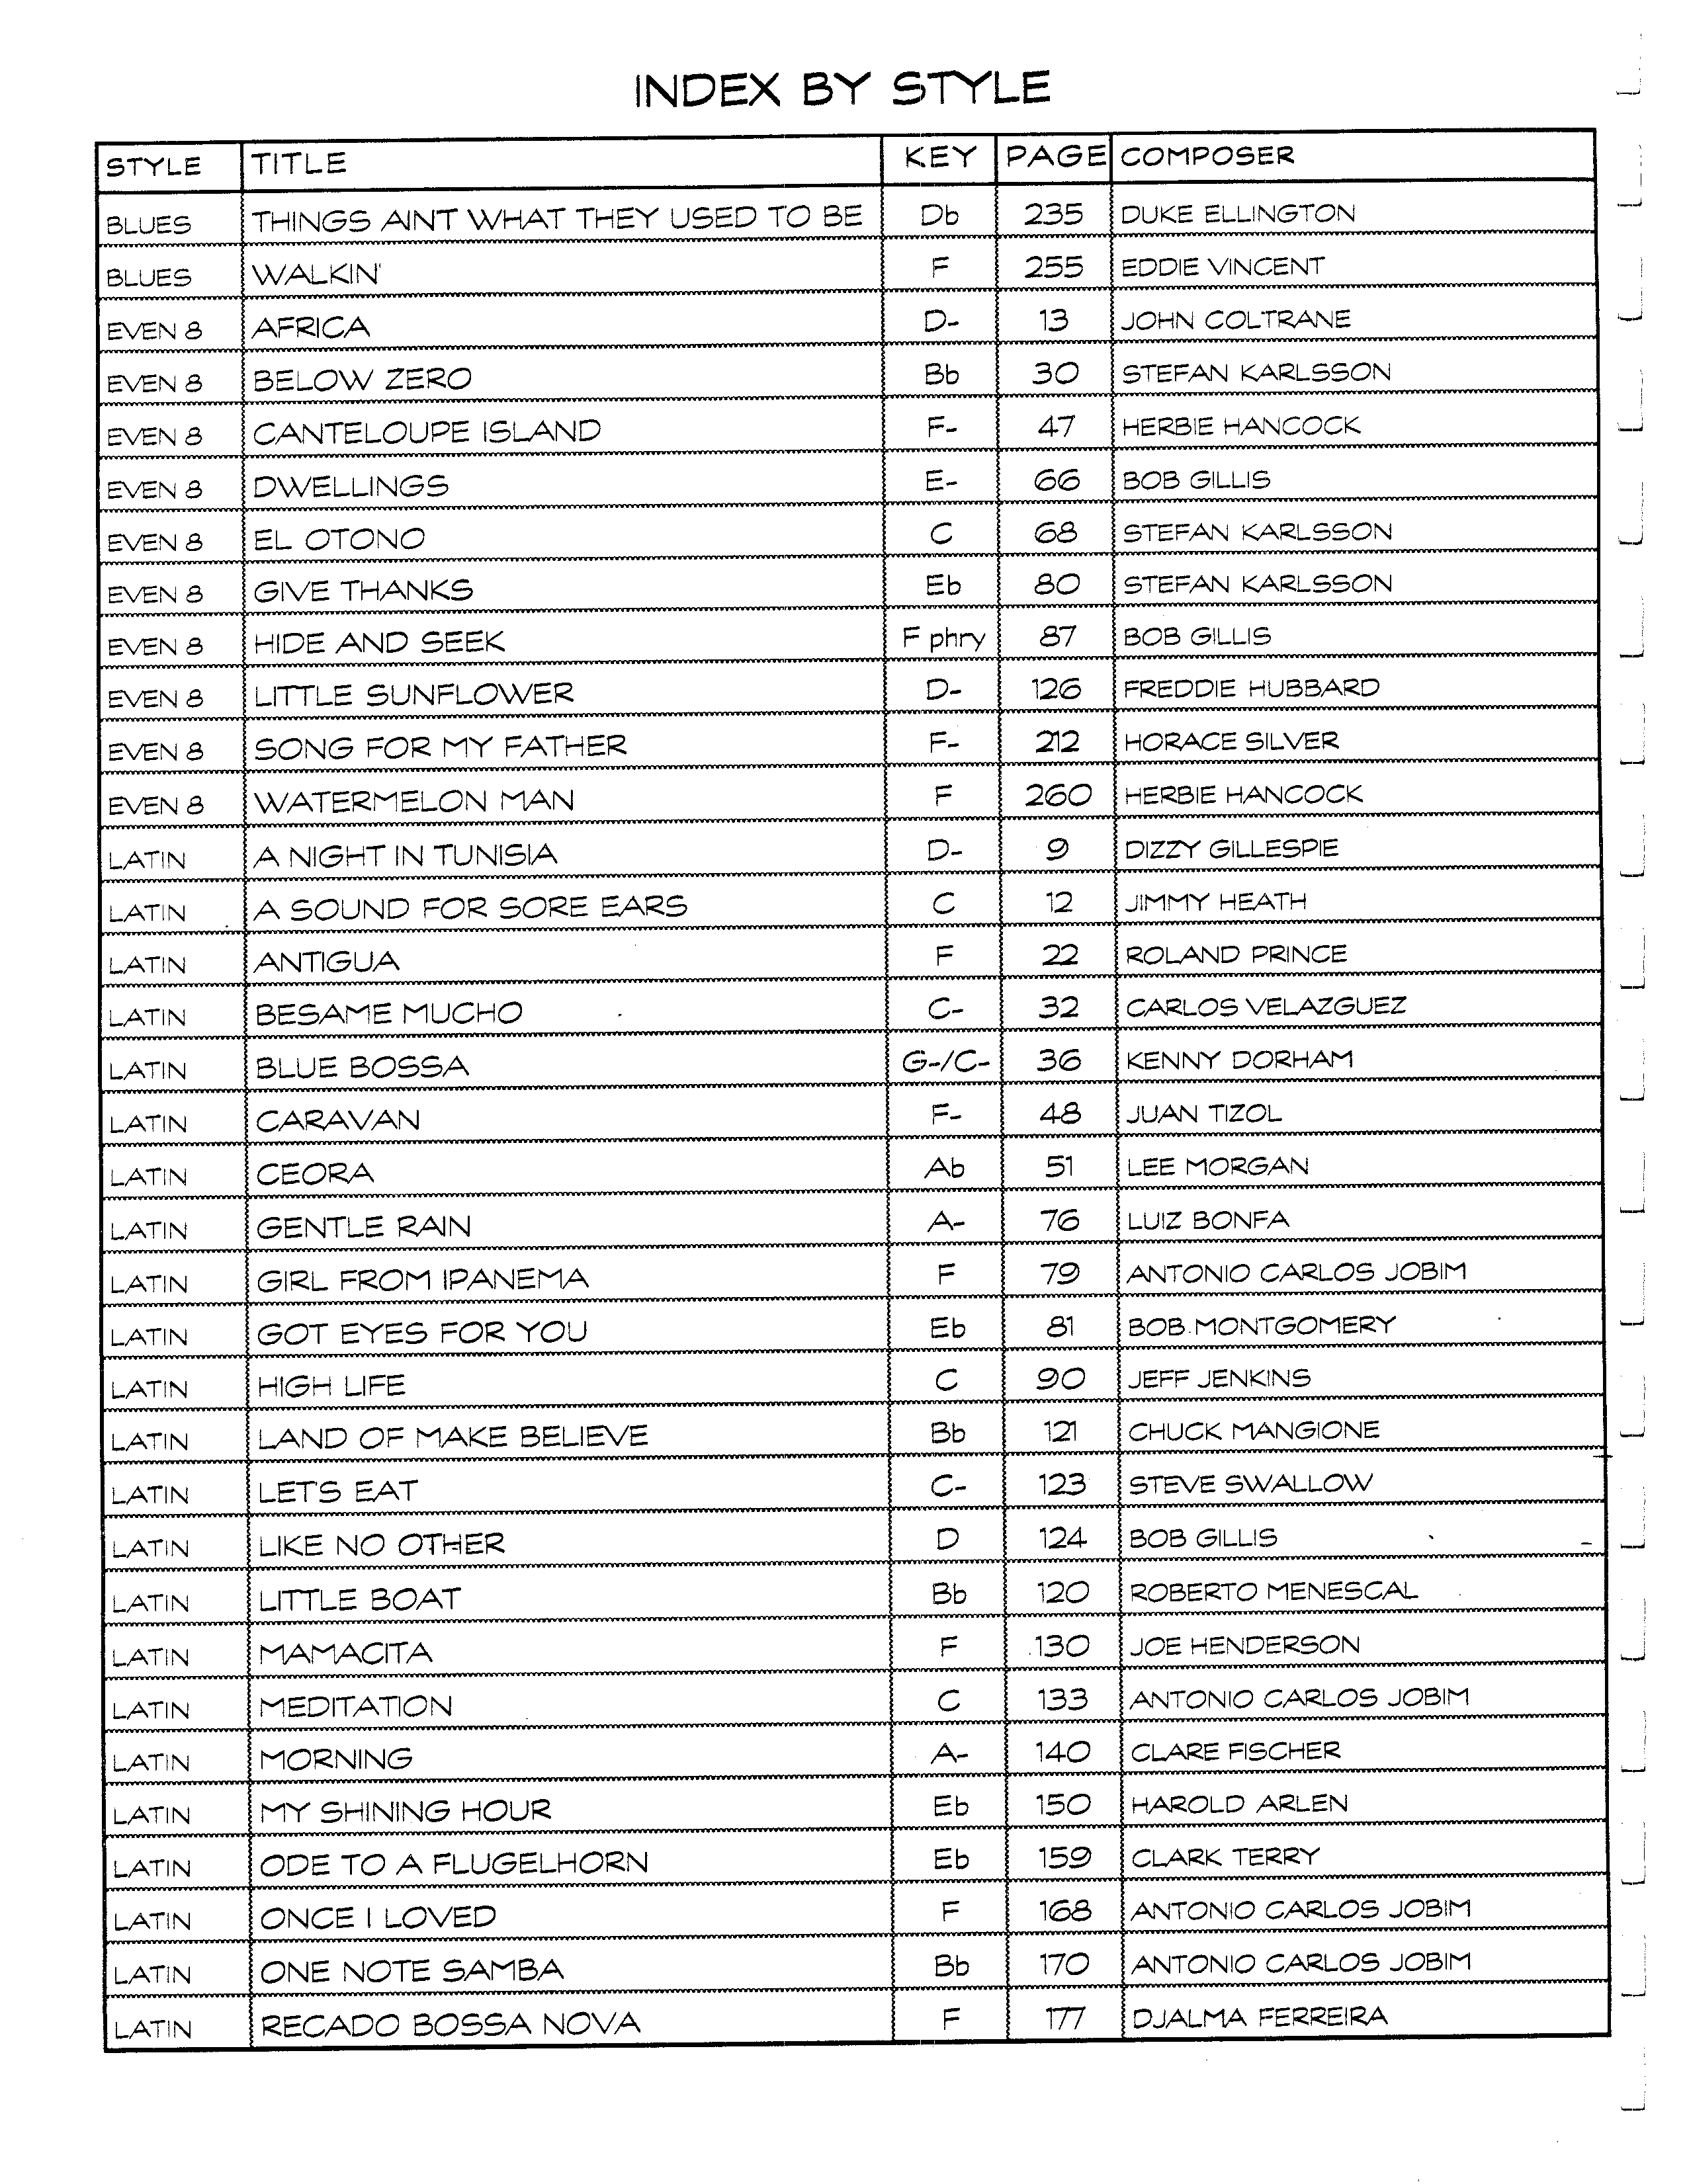 INDEX BY STYLE
STYLE TITLE KEY PAGE COMPOSER
BLUES THINGS AINT WHAT THEY USED TO BE Db 235 DUKE ELLINGTON
BLUES WALKIN' F 255 EDDIE VINCENT
EVEN 8 AFRICA D- 13 JOHN COLTRANE
EVEN 8 BELOW ZERO Bb 30 STEFAN KARLSSON
EVEN 8 CANTELOUPE ISLAND F- 47 HERBIE HANCOCK
EVEN 8 DWELLINGS E- 66 BOB GILLIS
EVEN 8 EL OTONO C 68 STEFAN KARLSSON
EVEN 8 GIVE THANKS Eb 80 STEFAN KARLSSON
EVEN 8 HIDE AND SEEK F phry 87 BOB GILLIS
EVEN 8 LITTLE SUNFLOWER D- 126 FREDDIE HUBBARD
EVEN 8 SONG FOR MY FATHER F- 212 HORACE SILVER
EVEN 8 WATERMELON MAN F 260 HERBIE HANCOCK
LATIN A NIGHT IN TUNISIA D- 9 DIZZY GILLESPIE
LATIN A SOUND FOR SORE EARS C 12 JIMMY HEATH
LATIN ANTIGUA F 22 ROLAND PRINCE
LATIN BESAME MUCHO C- 32 CARLOS VELAZGUEZ
LATIN BLUE BOSSA G-/C- 36 KENNY DORHAM
LATIN CARAVAN F- 48 JUAN TIZOL
LATIN CEORA Ab 51 LEE MORGAN
LATIN GENTLE RAIN A- 76 LUIZ BONFA
LATIN GIRL FROM IPANEMA F 79 ANTONIO CARLOS JOBIM
LATIN GOT EYES FOR YOU Eb 81 BOB MONTGOMERY
LATIN HIGH LIFE C 90 JEFF JENKINS
LATIN LAND OF MAKE BELIEVE Bb 121 CHUCK MANGIONE
LATIN LETS EAT C- 123 STEVE SWALLOW
LATIN LIKE NO OTHER D 124 BOB GILLIS
LATIN LITTLE BOAT Bb 120 ROBERTO MENESCAL
LATIN MAMACITA F 130 JOE HENDERSON
LATIN MEDITATION C 133 ANTONIO CARLOS JOBIM
LATIN MORNING A- 140 CLARE FISCHER
LATIN MY SHINING HOUR Eb 150 HAROLD ARLEN
LATIN ODE TO A FLUGELHORN Eb 159 CLARK TERRY
LATIN ONCE I LOVED F 168 ANTONIO CARLOS JOBIM
LATIN ONE NOTE SAMBA Bb 170 ANTONIO CARLOS JOBIM
LATIN RECADO BOSSA NOVA F 177 DJALMA FERREIRA